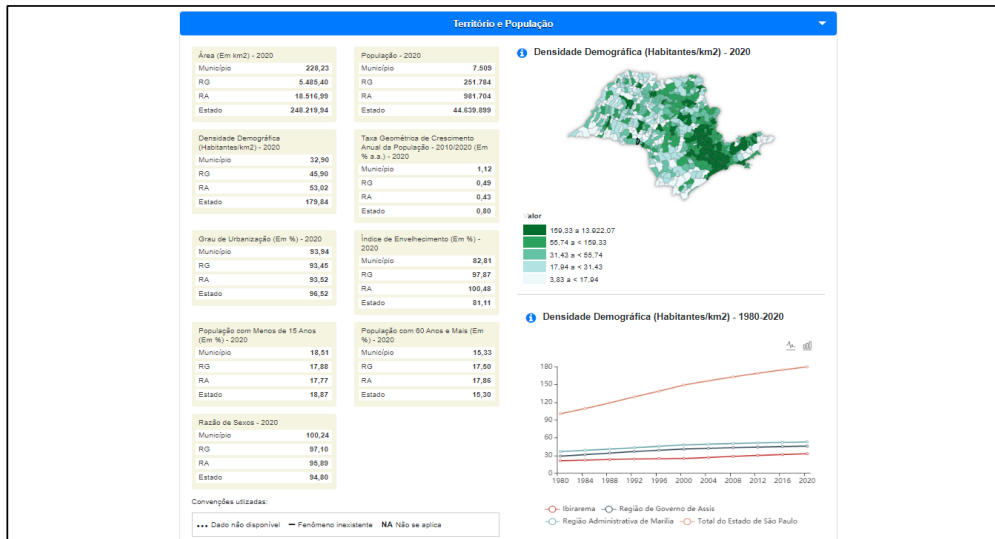 Território e População
Área (Em km2) - 2020
Município 228,23
RG 5.485,40
RA 18.516,99
Estado 248.219,94
População - 2020
Município 7.509
RG 251.784
RA 981.704
Estado 44.639.899
Densidade Demográfica
(Habitantes/km2) - 2020
Município 32,90
RG 45,90
RA 53,02
Estado 179,84
Taxa Geométrica de Crescimento
Anual da População - 2010/2020 (Em
% a.a.) - 2020
Município 1,12
RG 0,49
RA 0,43
Estado 0,80
Grau de Urbanização (Em %) - 2020
Município 93,94
RG 93,45
RA 93,52
Estado 96,52
Índice de Envelhecimento (Em %) -
2020
Município 82,81
RG 97,87
RA 100,48
Estado 81,11
População com Menos de 15 Anos
(Em %) - 2020
Município 18,51
RG 17,88
RA 17,77
Estado 18,87
População com 60 Anos e Mais (Em
%) - 2020
Município 15,33
RG 17,50
RA 17,86
Estado 15,30
Razão de Sexos - 2020
Município 100,24
RG 97,10
RA 95,89
Estado 94,80
Convenções utlizadas:
... Dado não disponível — Fenômeno inexistente NA Não se aplica
Densidade Demográfica (Habitantes/km2) - 2020
Valor
159,33 a 13.922,07
55,74 a < 159,33
31,43 a < 55,74
17,94 a < 31,43
3,83 a < 17,94
Densidade Demográfica (Habitantes/km2) - 1980-2020
180
150
120
90
60
30
0
1980 1984 1988 1992 1996 2000 2004 2008 2012 2016 2020
Ibirarema Região de Governo de Assis
Região Administrativa de Marília Total do Estado de São Paulo